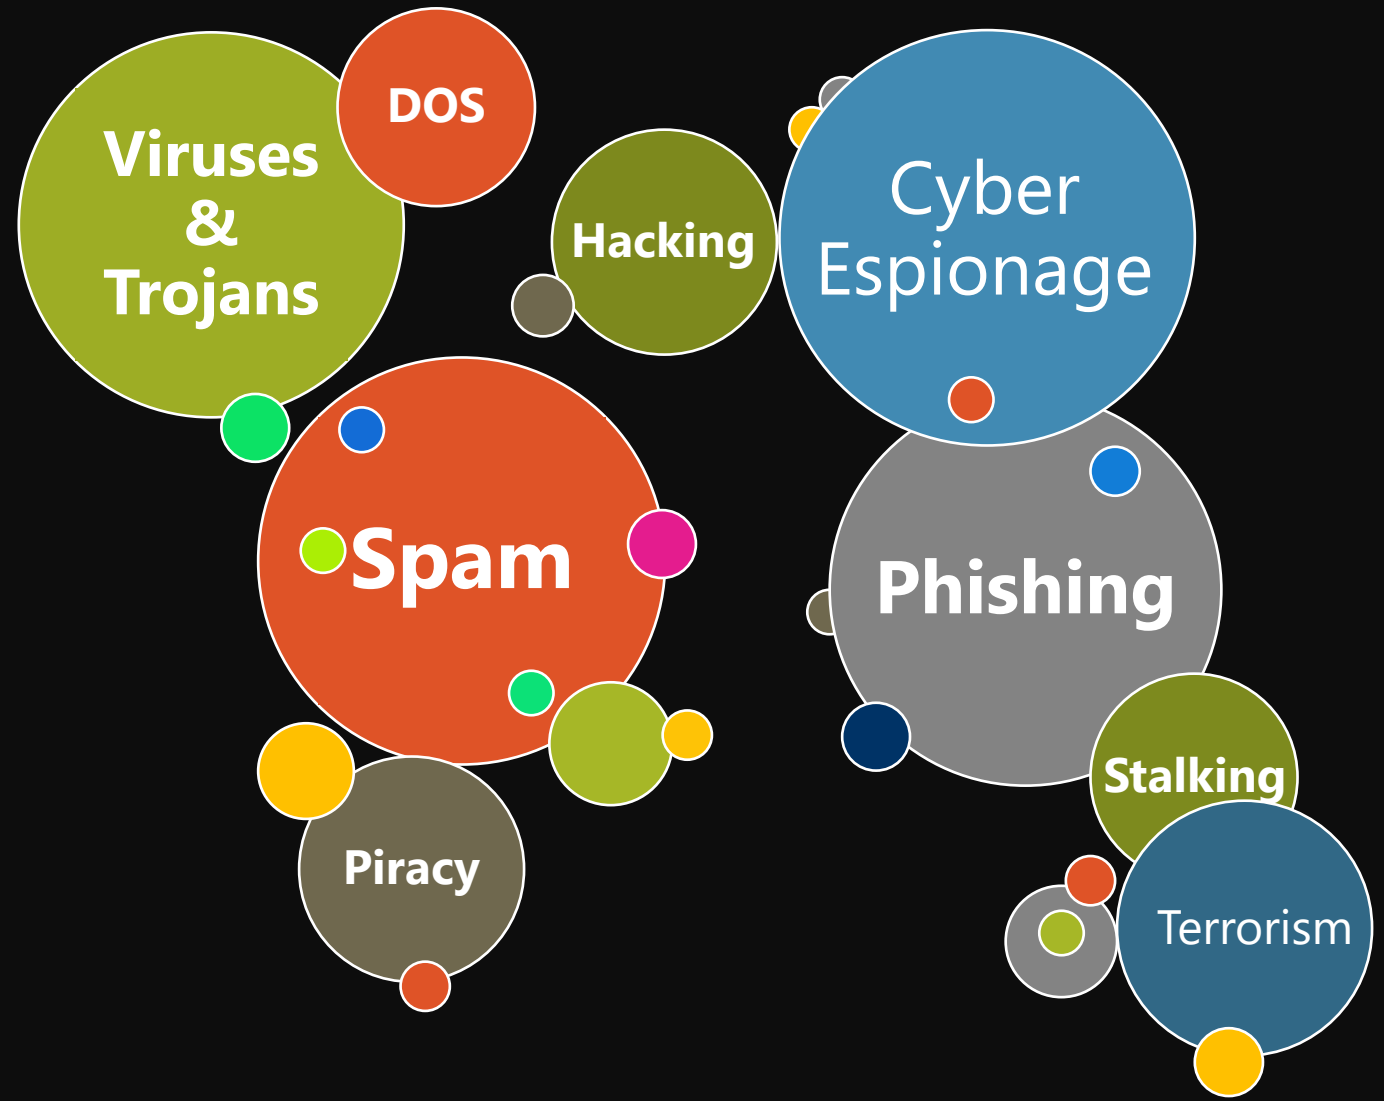 Viruses
&
Trojans
DOS
Hacking
Cyber
Espionage
Spam
Phishing
Piracy
Stalking
Terrorism